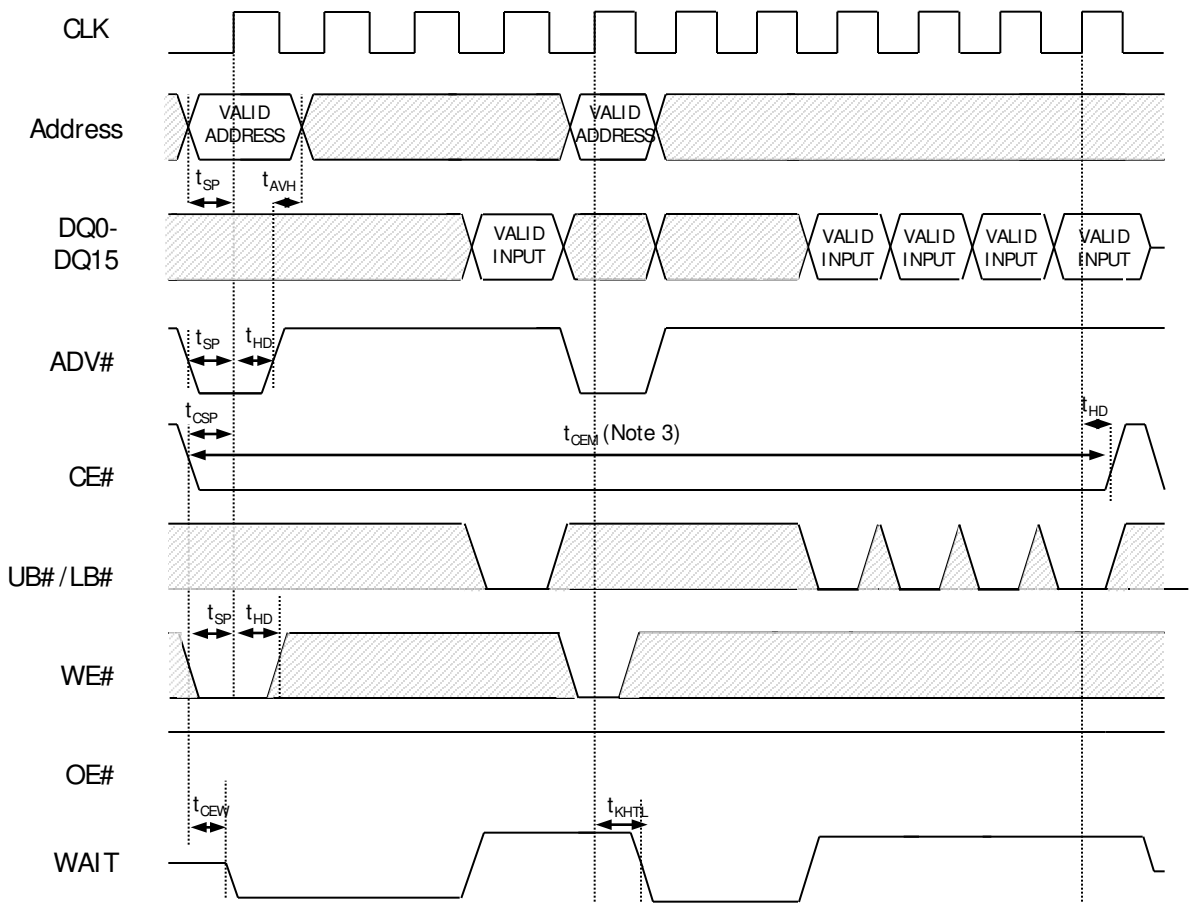 CLK
Address
VALID
ADDRESS
VALID
ADDRESS
tSP
tAVH
DQ0-
DQ15
VALID
INPUT
VALID
INPUT
VALID
INPUT
VALID
INPUT
VALID
INPUT
ADV#
tSP
tHD
CE#
tCSP
tCEM (Note 3)
tHD
UB# / LB#
WE#
tSP
tHD
OE#
WAIT
tCEW
tKHTL